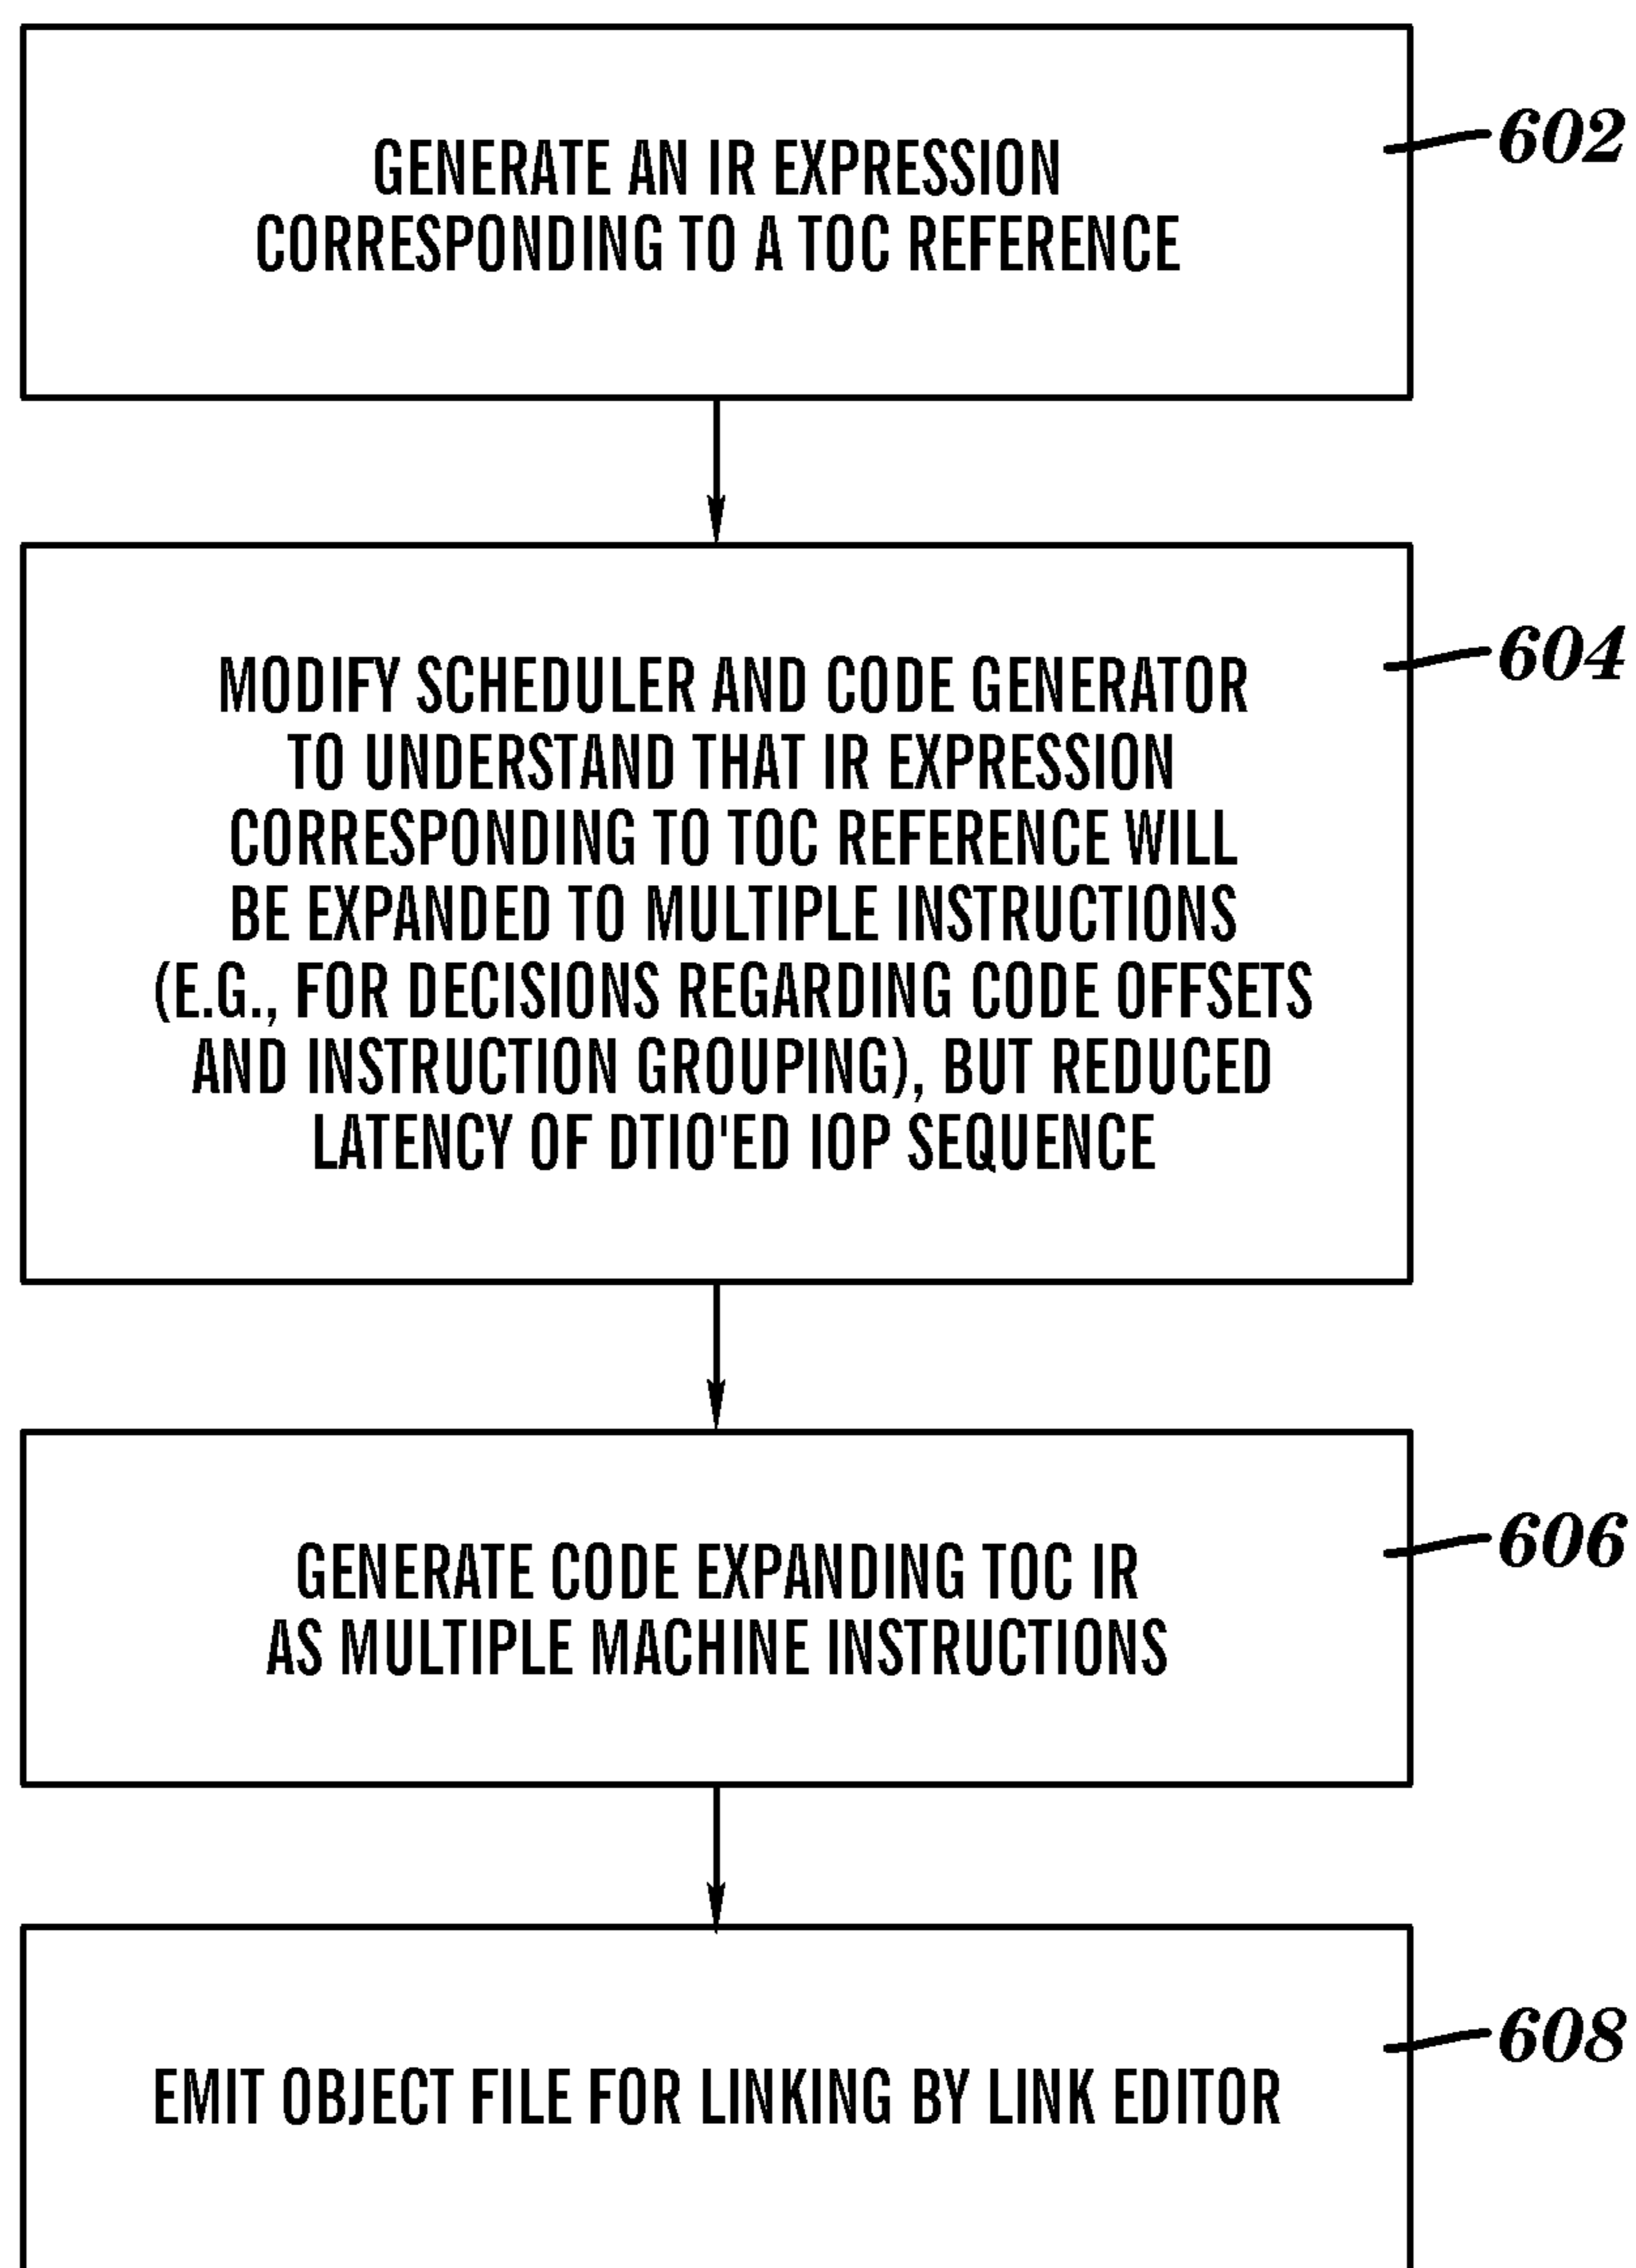 GENERATE AN IR EXPRESSION
CORRESPONDING TO A TOC REFERENCE
602
MODIFY SCHEDULER AND CODE GENERATOR
TO UNDERSTAND THAT IR EXPRESSION
CORRESPONDING TO TOC REFERENCE WILL
BE EXPANDED TO MULTIPLE INSTRUCTIONS
(E.G., FOR DECISIONS REGARDING CODE OFFSETS
AND INSTRUCTION GROUPING), BUT REDUCED
LATENCY OF DTIO'ED IOP SEQUENCE
604
GENERATE CODE EXPANDING TOC IR
AS MULTIPLE MACHINE INSTRUCTIONS
606
EMIT OBJECT FILE FOR LINKING BY LINK EDITOR
608